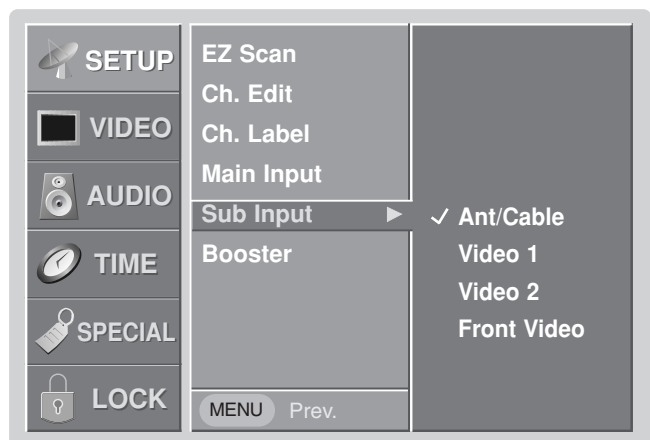 SETUP
VIDEO
AUDIO
TIME
SPECIAL
LOCK
EZ Scan
Ch. Edit
Ch. Label
Main Input
Sub Input
Booster
MENU Prev.
Ant/Cable
Video 1
Video 2
Front Video